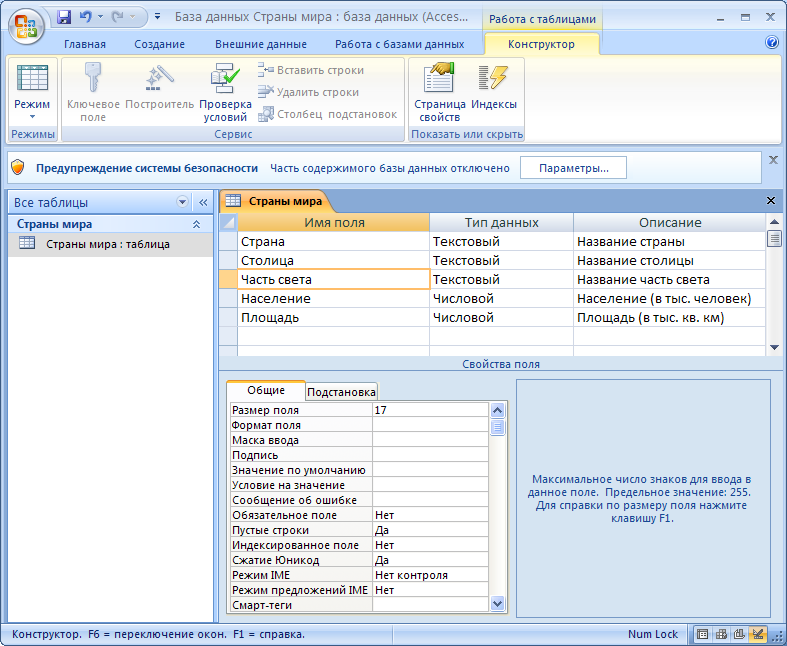 База данных Страны мира : база данных (Acces...
Работа с таблицами
Главная Создание Внешние данные Работа с базами данных Конструктор
Режим
Режимы
Ключевое поле
Построитель
Проверка условий
Вставить строки
Удалить строки
Столбец подстановок
Сервис
Страница свойств
Индексы
Показать или скрыть
Предупреждение системы безопасности Часть содержимого базы данных отключено Параметры...
Все таблицы
Страны мира
Страны мира : таблица
Страны мира
Имя поля Тип данных Описание
Страна Текстовый Название страны
Столица Текстовый Название столицы
Часть света Текстовый Название часть света
Население Числовой Население (в тыс. человек)
Площадь Числовой Площадь (в тыс. кв. км)
Свойства поля
Общие Подстановка
Размер поля 17
Формат поля
Маска ввода
Подпись
Значение по умолчанию
Условие на значение
Сообщение об ошибке
Обязательное поле Нет
Пустые строки Да
Индексированное поле Нет
Сжатие Юникод Да
Режим IME Нет контроля
Режим предложений IME Нет
Смарт-теги
Максимальное число знаков для ввода в
данное поле. Предельное значение: 255.
Для справки по размеру поля нажмите
клавишу F1.
Конструктор. F6 = переключение окон. F1 = справка. Num Lock